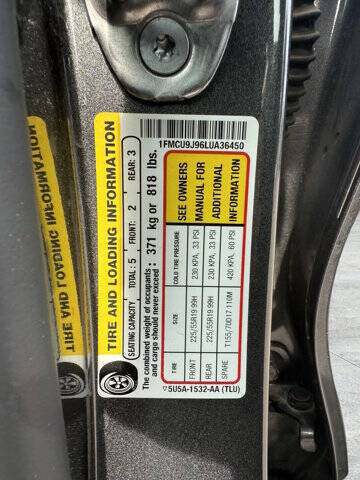 1FMCU9J96LUA36450
TIRE AND LOADING INFORMATION
SEATING CAPACITY TOTAL: 5 FRONT: 2 REAR: 3
The combined weight of occupants and cargo should never exceed: 371 kg or 818 lbs.
TIRE SIZE COLD TIRE PRESSURE
FRONT 225/55R19 99H 230 KPA, 33 PSI
REAR 225/55R19 99H 230 KPA, 33 PSI
SPARE T155/70D17 110M 420 KPA, 60 PSI
SEE OWNERS
MANUAL FOR
ADDITIONAL
INFORMATION
▽5U5A-1532-AA (TLU)
TIRE AND LOADING INFORMATION